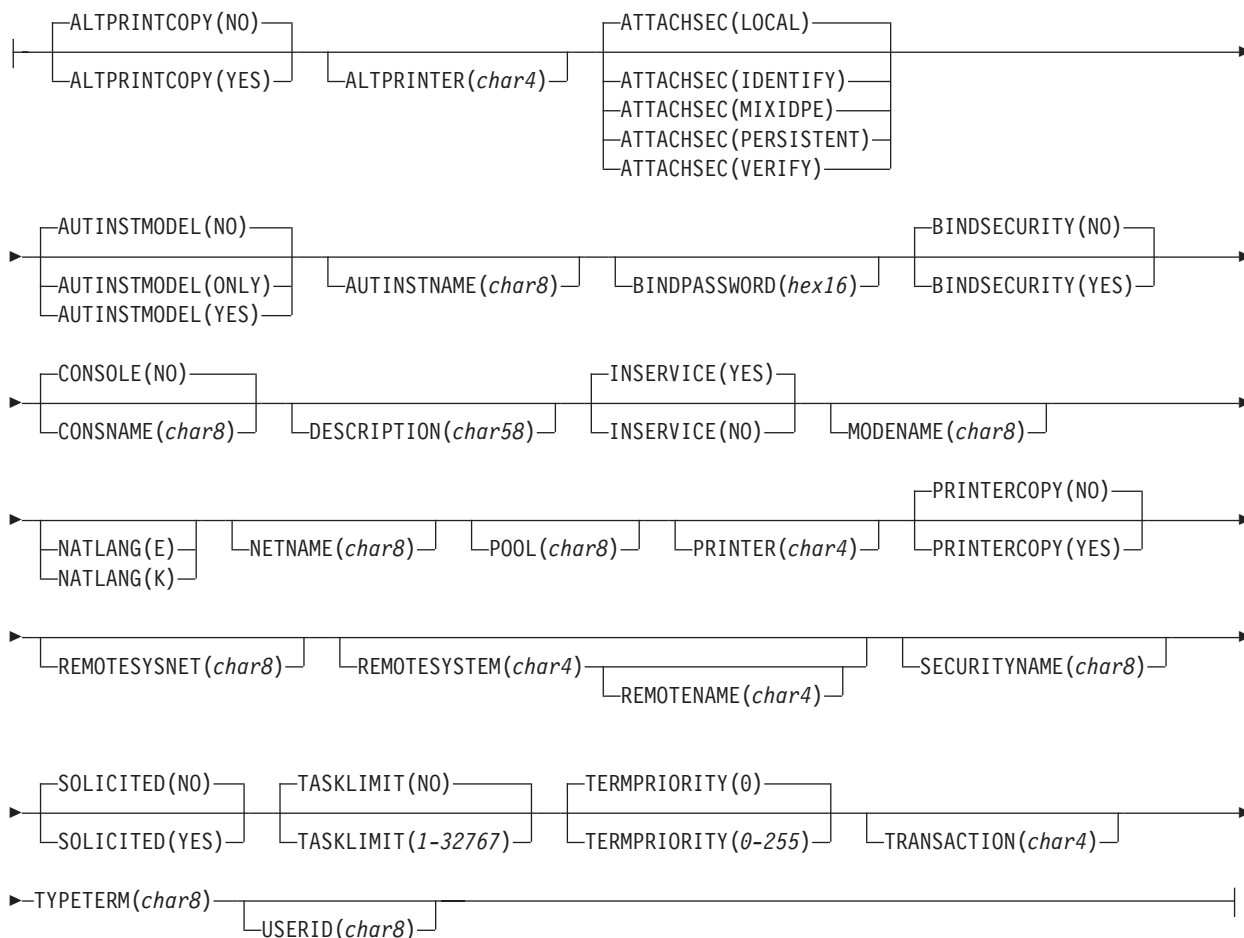 ALTPRINTCOPY(NO)
ALTPRINTCOPY(YES)
ALTPRINTER(char4)
ATTACHSEC(LOCAL)
ATTACHSEC(IDENTIFY)
ATTACHSEC(MIXIDPE)
ATTACHSEC(PERSISTENT)
ATTACHSEC(VERIFY)
AUTINSTMODEL(NO)
AUTINSTMODEL(ONLY)
AUTINSTMODEL(YES)
AUTINSTNAME(char8)
BINDPASSWORD(hex16)
BINDSECURITY(NO)
BINDSECURITY(YES)
CONSOLE(NO)
CONSNAME(char8)
DESCRIPTION(char58)
INSERVICE(YES)
INSERVICE(NO)
MODENAME(char8)
NATLANG(E)
NATLANG(K)
NETNAME(char8)
POOL(char8)
PRINTER(char4)
PRINTERCOPY(NO)
PRINTERCOPY(YES)
REMOTESYSNET(char8)
REMOTESYSTEM(char4)
REMOTENAME(char4)
SECURITYNAME(char8)
SOLICITED(NO)
SOLICITED(YES)
TASKLIMIT(NO)
TASKLIMIT(1-32767)
TERMPRIORITY(0)
TERMPRIORITY(0-255)
TRANSACTION(char4)
TYPETERM(char8)
USERID(char8)